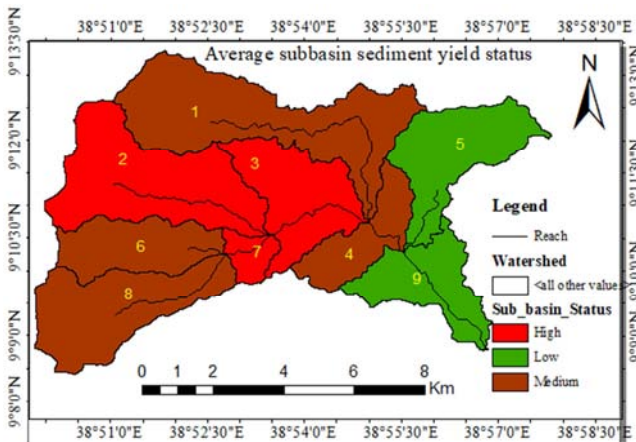 38°51'0"E 38°52'30"E 38°54'0"E 38°55'30"E 38°57'0"E 38°58'30"E
Average subbasin sediment yield status
9°13'30"N
9°12'0"N
9°10'30"N
9°9'0"N
9°8'0"N
N
1
2
3
5
6
7
4
8
9
Legend
Reach
Watershed
<all other values>
Sub_basin_Status
High
Low
Medium
0 1 2 4 6 8
Km
38°51'0"E 38°52'30"E 38°54'0"E 38°55'30"E 38°57'0"E 38°58'30"E